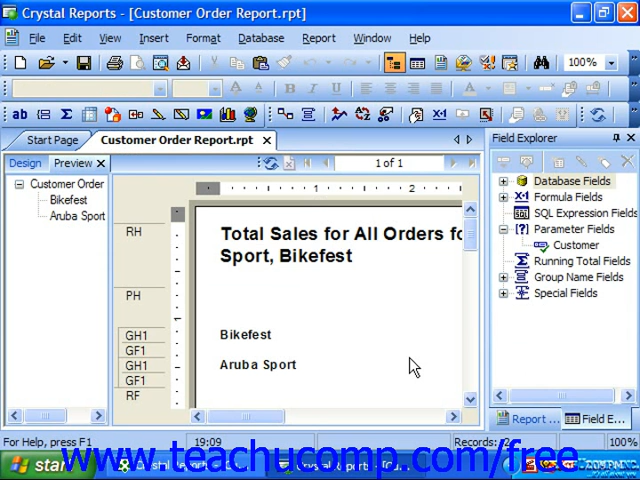 Crystal Reports - [Customer Order Report.rpt]
File Edit View Insert Format Database Report Window Help
100%
B I U A
ab Σ
Start Page Customer Order Report.rpt
Design Preview
1 of 1
Customer Order
Bikefest
Aruba Sport
1 2
RH
Total Sales for All Orders fo
Sport, Bikefest
PH
GH1
Bikefest
GF1
GH1
Aruba Sport
GF1
RF
Field Explorer
Database Fields
Formula Fields
SQL Expression Fields
Parameter Fields
Customer
Running Total Fields
Group Name Fields
Special Fields
Report ... Field E...
For Help, press F1 19:09 Records: 100%
start
www.teachucomp.com/free